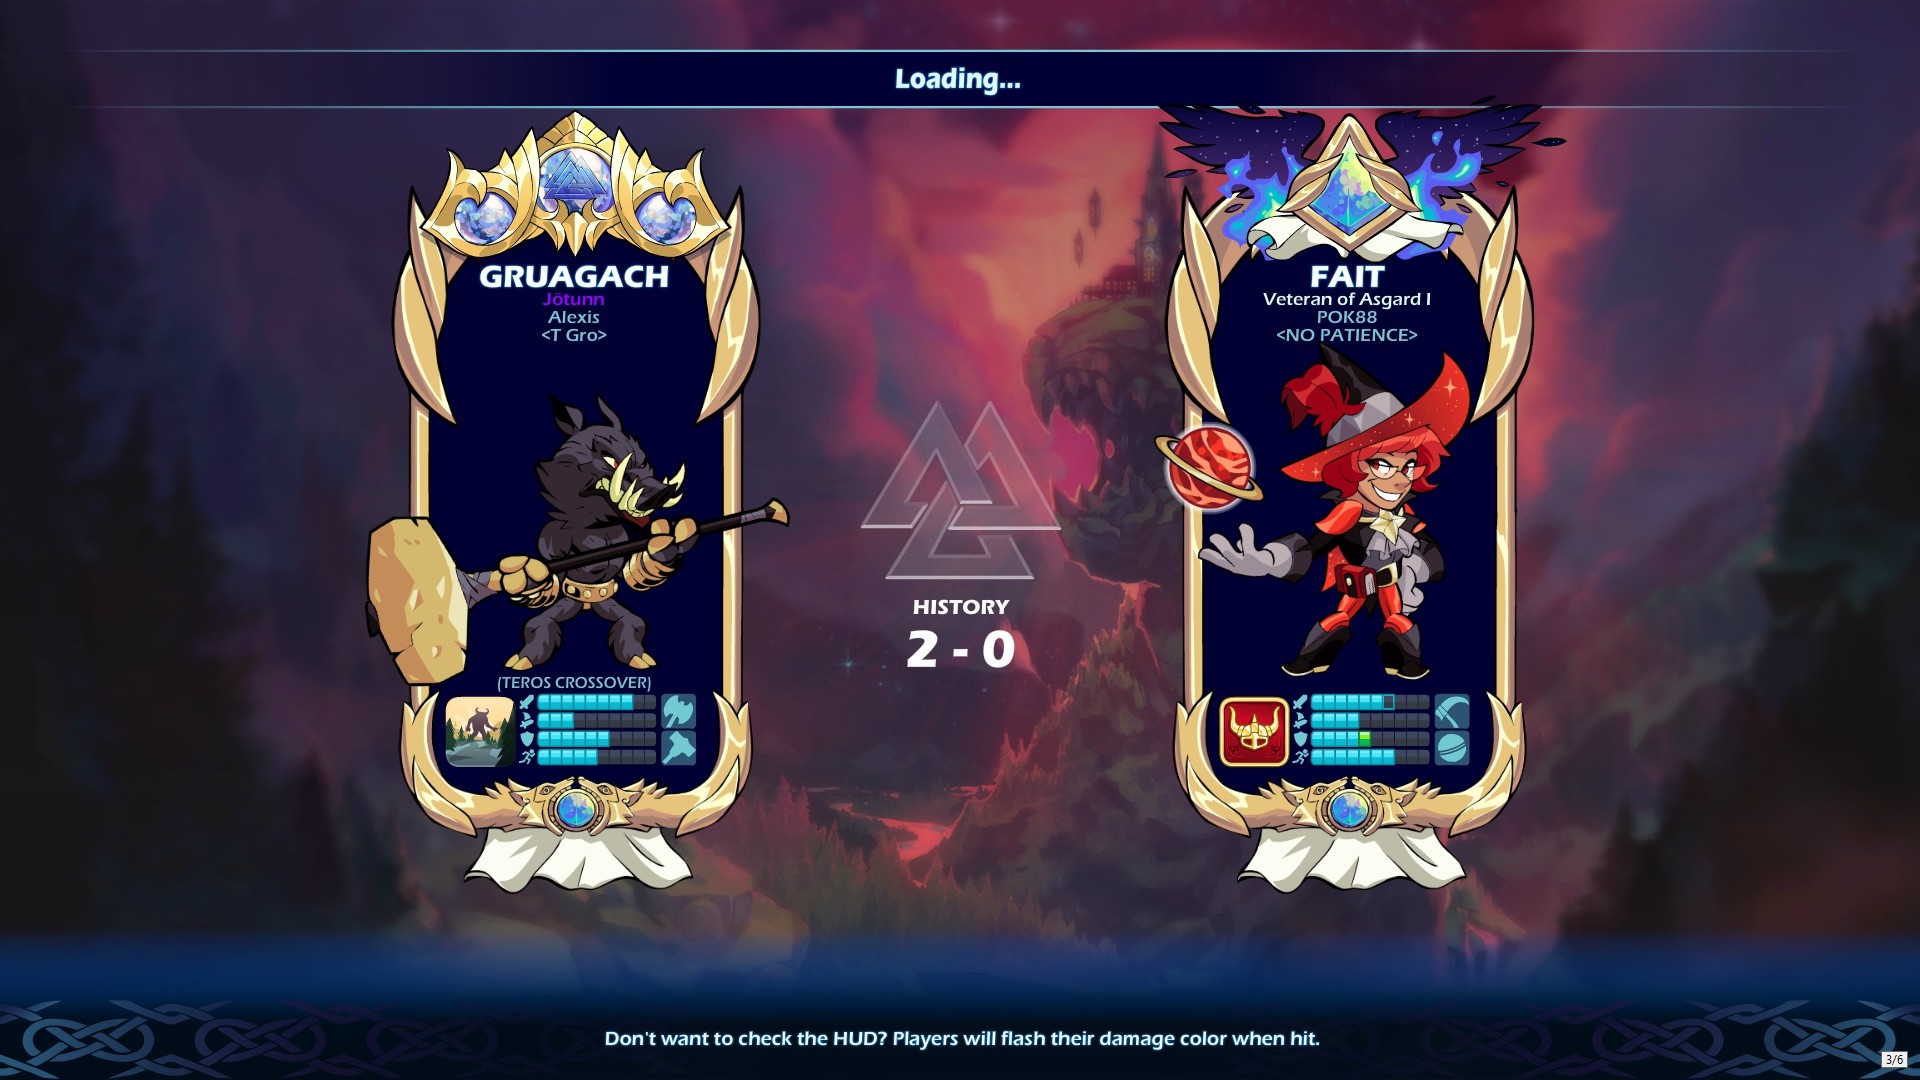 Loading...
GRUAGACH
Jötunn
Alexis
<T Gro>
(TEROS CROSSOVER)
HISTORY
2 - 0
FAIT
Veteran of Asgard I
POK88
<NO PATIENCE>
Don't want to check the HUD? Players will flash their damage color when hit.
3/6